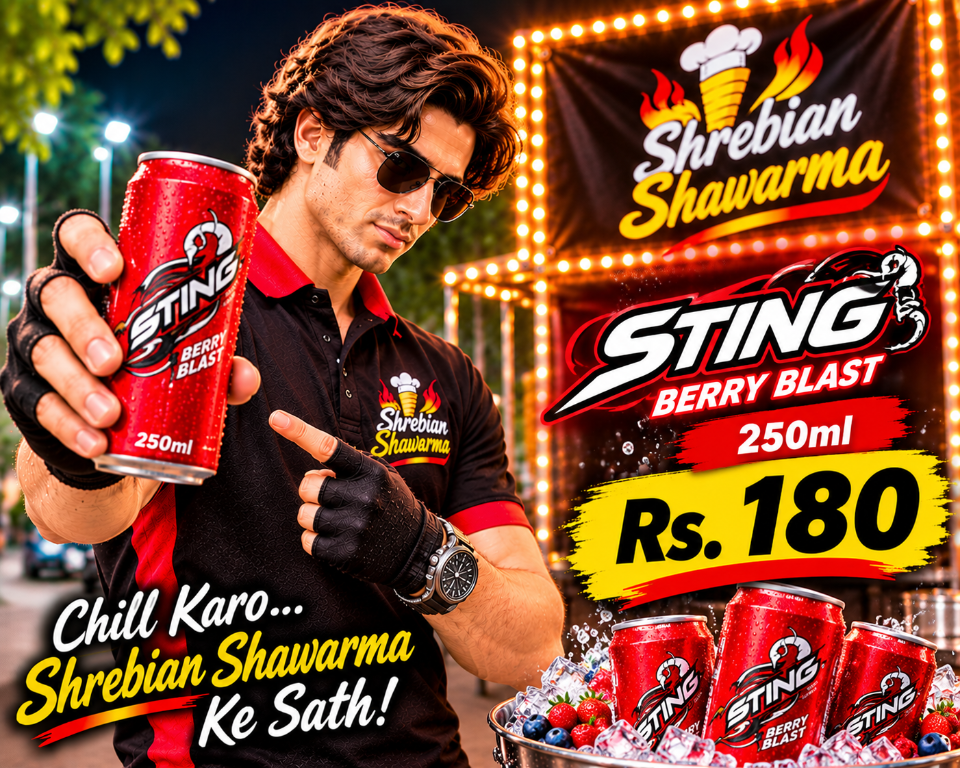 Shrebian
Shawarma
STING
BERRY
BLAST
250ml
Shrebian
Shawarma
STING
BERRY BLAST
250ml
Rs. 180
Chill Karo...
Shrebian Shawarma
Ke Sath!
STING
STING
BERRY
BLAST
STING